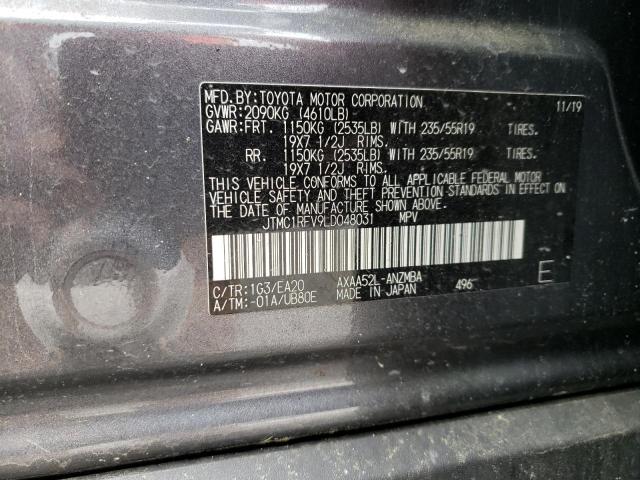 MFD.BY:TOYOTA MOTOR CORPORATION 11/19
GVWR:2090KG (4610LB)
GAWR:FRT. 1150KG (2535LB) WITH 235/55R19 TIRES.
19X7 1/2J RIMS.
RR. 1150KG (2535LB) WITH 235/55R19 TIRES.
19X7 1/2J RIMS.
THIS VEHICLE CONFORMS TO ALL APPLICABLE FEDERAL MOTOR
VEHICLE SAFETY AND THEFT PREVENTION STANDARDS IN EFFECT ON
THE DATE OF MANUFACTURE SHOWN ABOVE.
JTMC1RFV9LD048031 MPV
C/TR:1G3/EA20 AXAA52L-ANZMBA 496 E
A/TM:-01A/UB80E MADE IN JAPAN